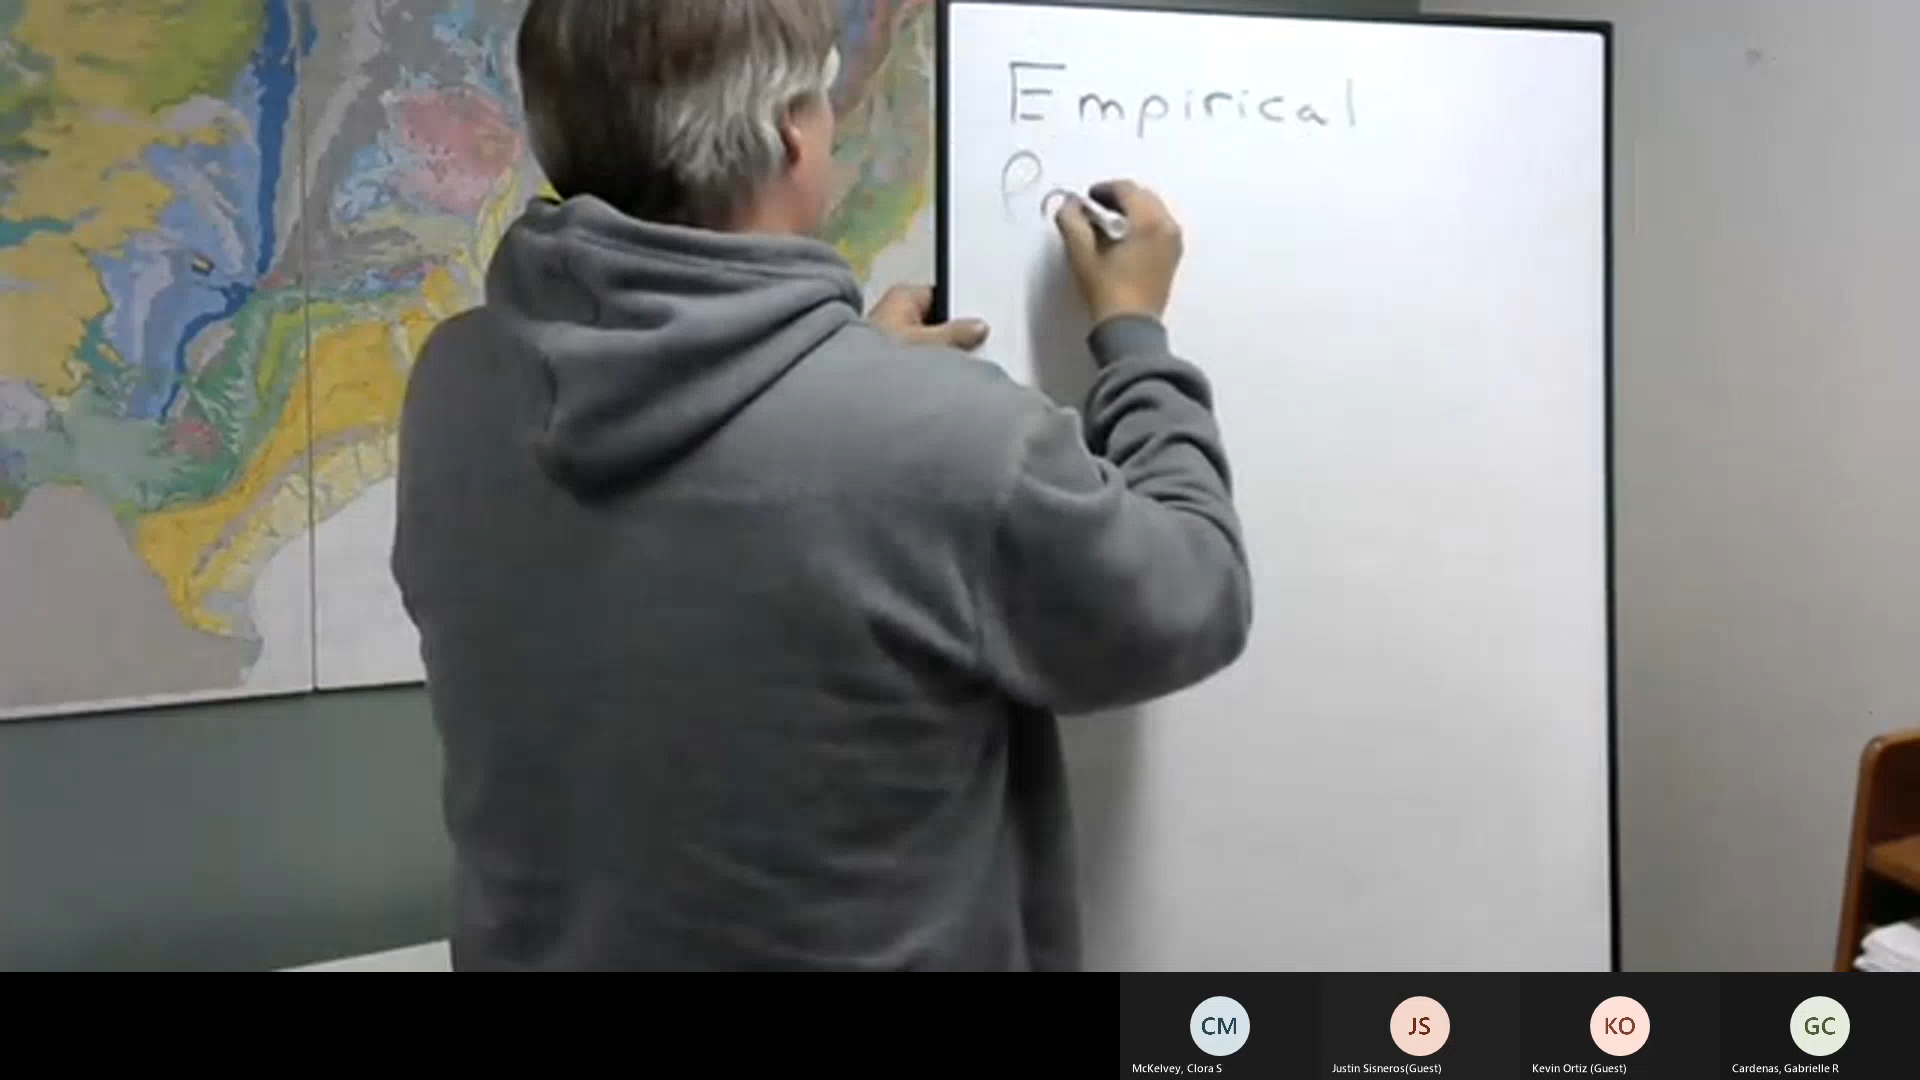 Empirical
CM
JS
KO
GC
McKelvey, Clora S
Justin Sisneros(Guest)
Kevin Ortiz (Guest)
Cardenas, Gabrielle R